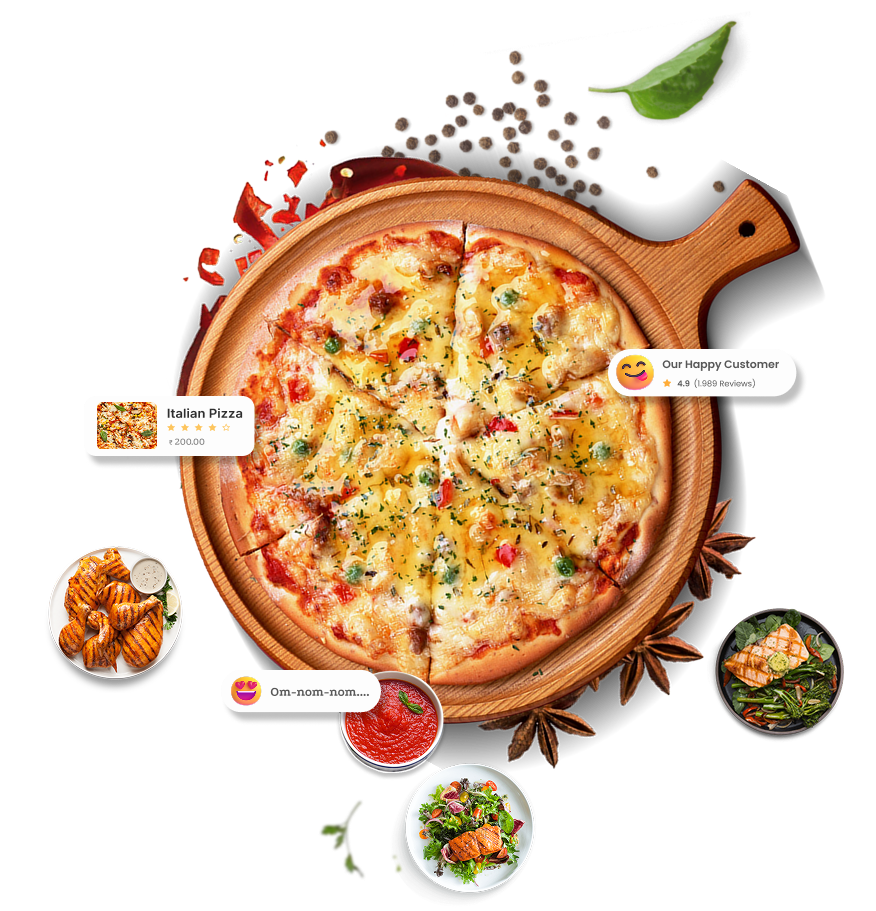 Our Happy Customer
4.9 (1.989 Reviews)
Italian Pizza
₹ 200.00
Om-nom-nom....